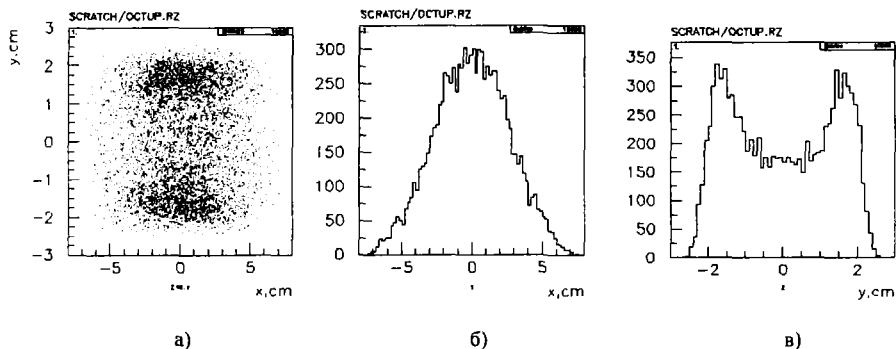 SCRATCH/OCTUP.RZ
y,cm
3
2
1
0
-1
-2
-3
-5 0 5
x,cm
а)
SCRATCH/OCTUP.RZ
300
250
200
150
100
50
0
-5 0 5
x,cm
б)
SCRATCH/OCTUP.RZ
350
300
250
200
150
100
50
0
-2 0 2
y,cm
в)